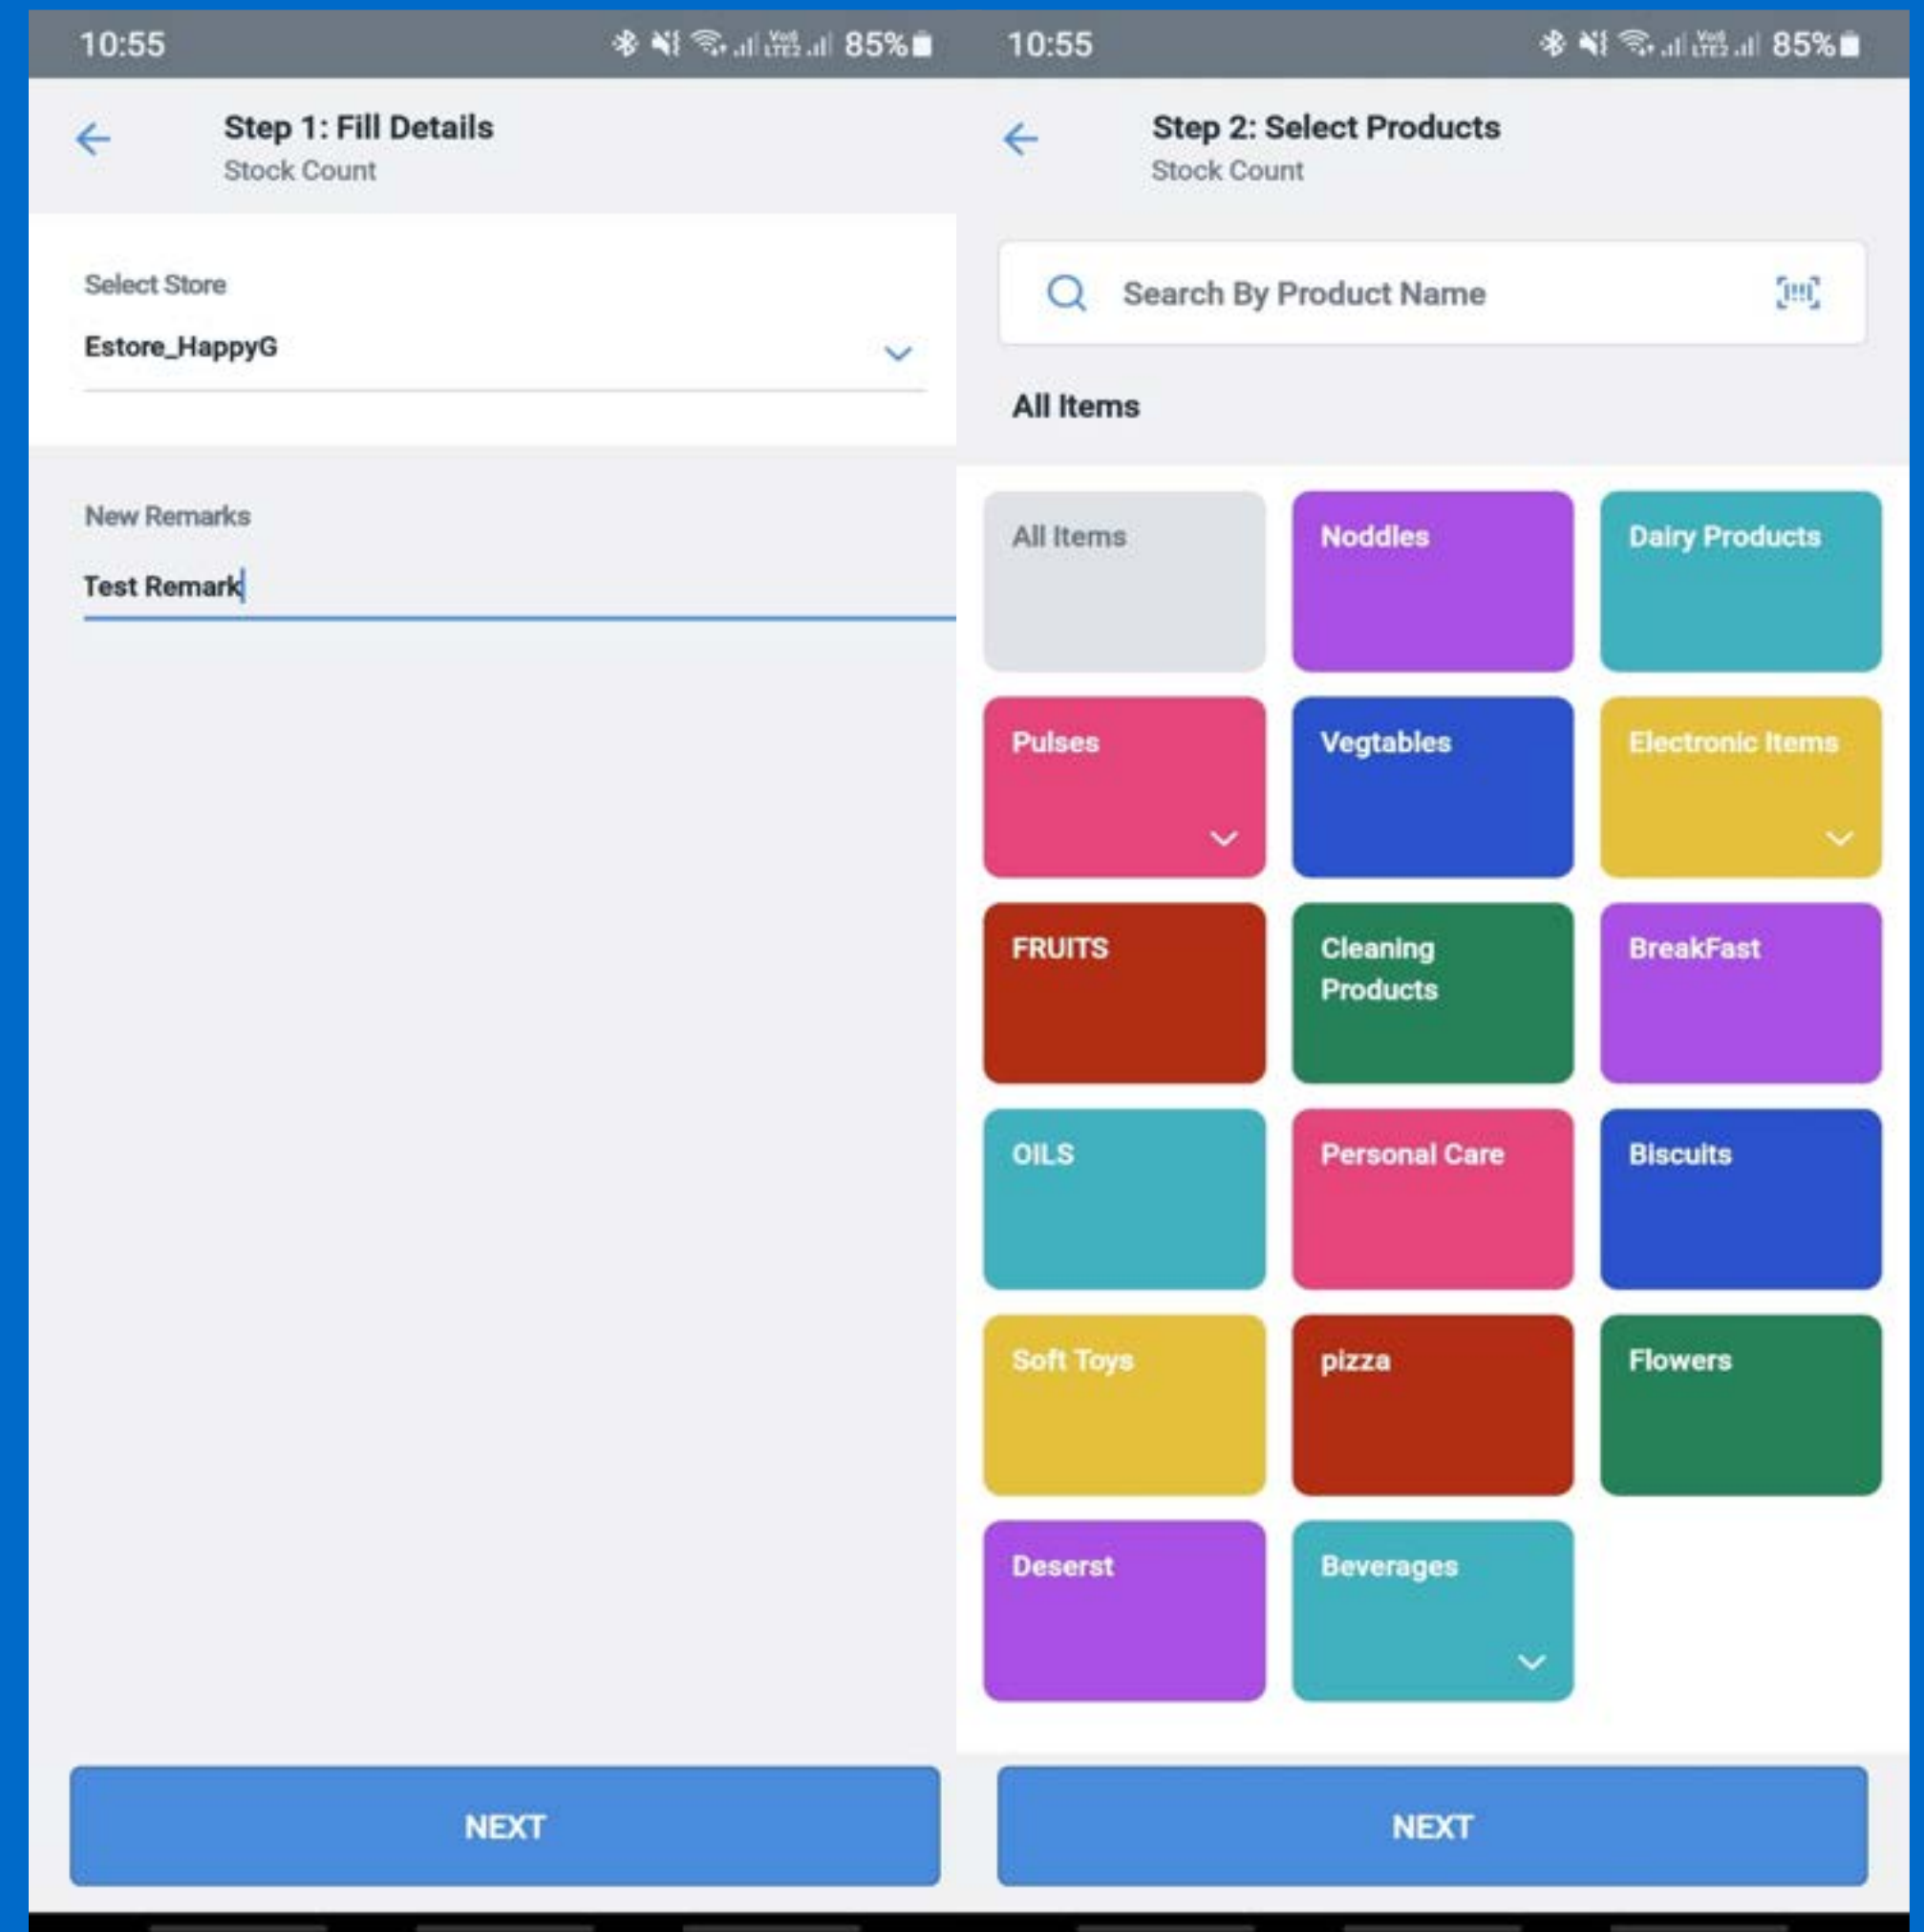 10:55
85%
Step 1: Fill Details
Stock Count
Select Store
Estore_HappyG
New Remarks
Test Remark
NEXT
10:55
85%
Step 2: Select Products
Stock Count
Search By Product Name
All Items
All Items
Noddles
Dairy Products
Pulses
Vegtables
Electronic Items
FRUITS
Cleaning
Products
BreakFast
OILS
Personal Care
Biscuits
Soft Toys
pizza
Flowers
Deserst
Beverages
NEXT